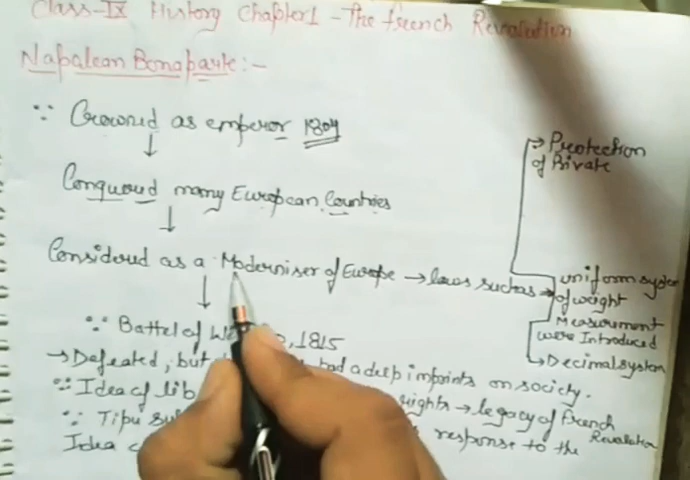 Class-IX History Chapter1 - The french Revolution
Napalean Bonaparte:-
∵ Crowned as emperor 1804
Conquoud many European Countries
Considered as a Moderniser of Europe → laws such as →
→ Protection
of Private
uniform system
of weight
Measurement
were Introduced
→ Decimal system
∵ Battel of 1815
→ Defeated, but had a deep imprints on society.
∵ Idea of lib rights → legacy of French
Revolution
∵ Tipu response to the
Idea